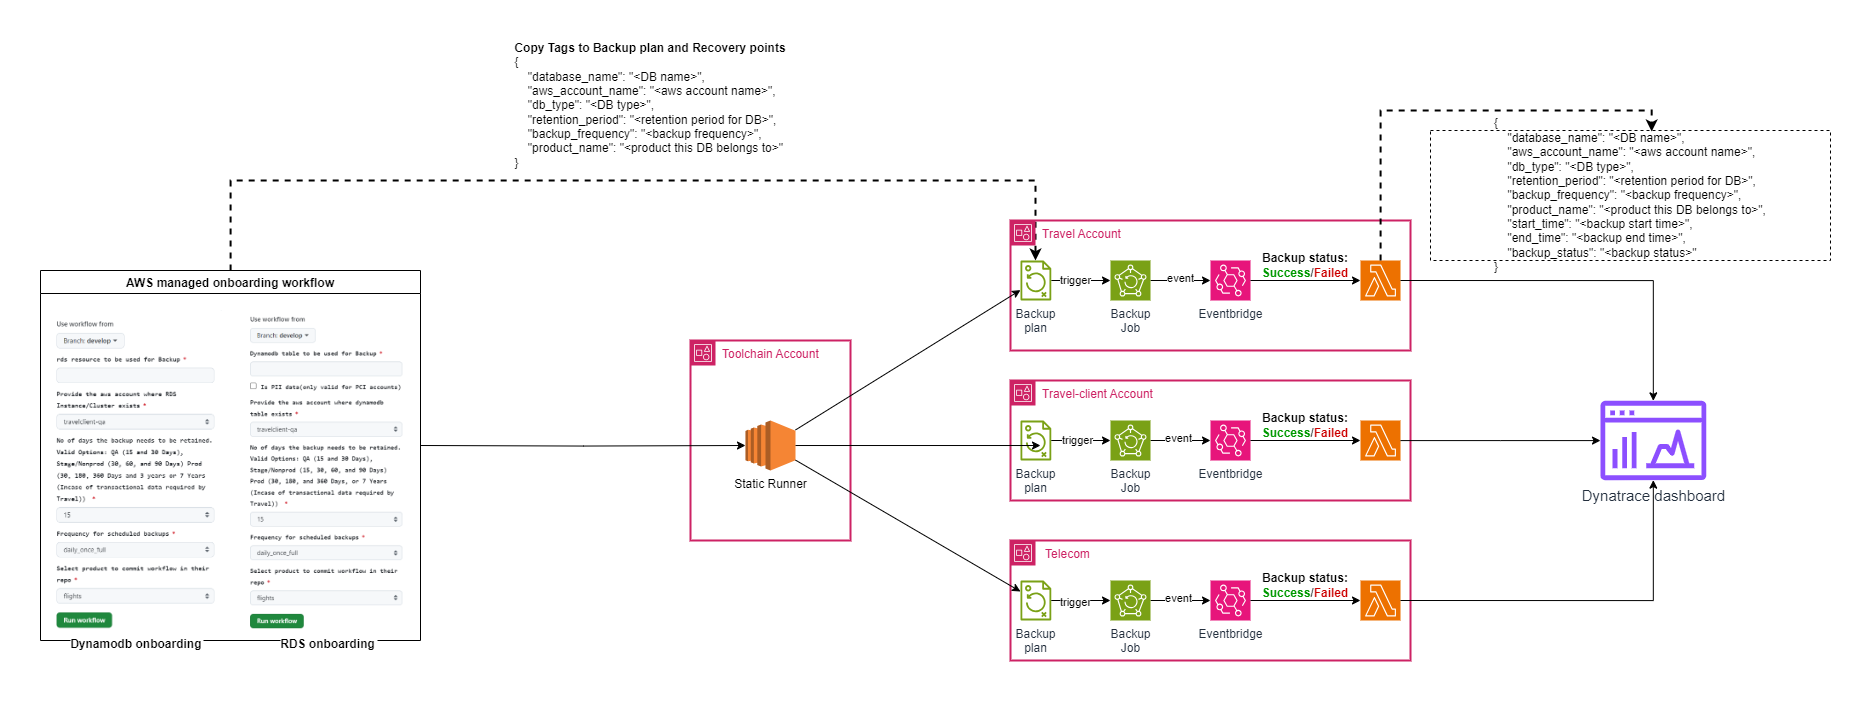 Copy Tags to Backup plan and Recovery points
{
"database_name": "<DB name>",
"aws_account_name": "<aws account name>",
"db_type": "<DB type>",
"retention_period": "<retention period for DB>",
"backup_frequency": "<backup frequency>",
"product_name": "<product this DB belongs to>"
}
{
"database_name": "<DB name>",
"aws_account_name": "<aws account name>",
"db_type": "<DB type>",
"retention_period": "<retention period for DB>",
"backup_frequency": "<backup frequency>",
"product_name": "<product this DB belongs to>",
"start_time": "<backup start time>",
"end_time": "<backup end time>",
"backup_status": "<backup status>"
}
AWS managed onboarding workflow
Use workflow from
Branch: develop
rds resource to be used for Backup *
Provide the aws account where RDS
Instance/Cluster exists *
travelclient-qa
No of days the backup needs to be retained.
Valid Options: QA (15 and 30 Days),
Stage/Nonprod (30, 60, and 90 Days) Prod
(30, 180, 360 Days and 3 years or 7 Years
(Incase of transactional data required by
Travel)) *
15
Frequency for scheduled backups *
daily_once_full
Select product to commit workflow in their
repo *
flights
Run workflow
Dynamodb onboarding
Use workflow from
Branch: develop
Dynamodb table to be used for Backup *
Is PII data(only valid for PCI accounts)
Provide the aws account where dynamodb
table exists *
travelclient-qa
No of days the backup needs to be retained.
Valid Options: QA (15 and 30 Days),
Stage/Nonprod (15, 30, 60, and 90 Days)
Prod (30, 180, and 360 Days, or 7 Years
(Incase of transactional data required by
Travel)) *
15
Frequency for scheduled backups *
daily_once_full
Select product to commit workflow in their
repo *
flights
Run workflow
RDS onboarding
Toolchain Account
Static Runner
Travel Account
Backup
plan
trigger
Backup
Job
event
Eventbridge
Backup status:
Success/Failed
Travel-client Account
Backup
plan
trigger
Backup
Job
event
Eventbridge
Backup status:
Success/Failed
Telecom
Backup
plan
trigger
Backup
Job
event
Eventbridge
Backup status:
Success/Failed
Dynatrace dashboard